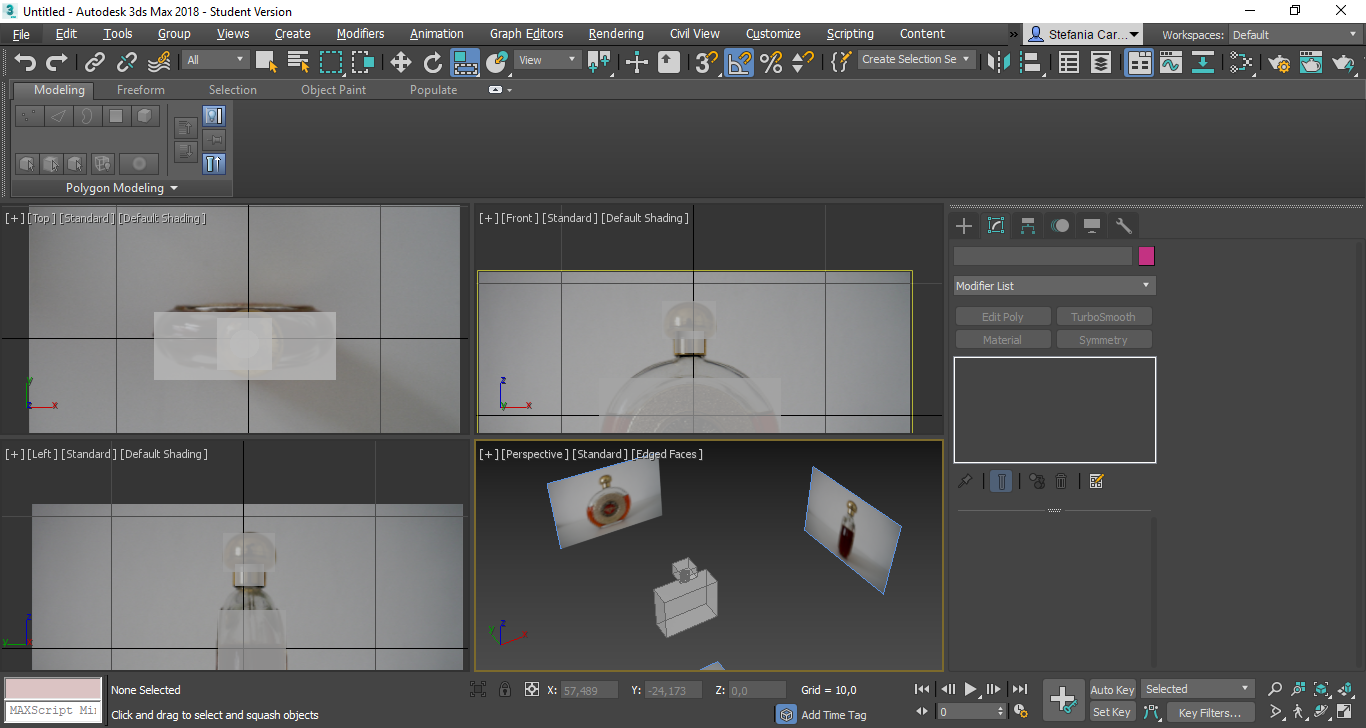 Untitled - Autodesk 3ds Max 2018 - Student Version
File Edit Tools Group Views Create Modifiers Animation Graph Editors Rendering Civil View Customize Scripting Content » Stefania Car... Workspaces: Default
All View Create Selection Se
Modeling Freeform Selection Object Paint Populate
Polygon Modeling
[+] [Top] [Standard] [Default Shading]
[+] [Front] [Standard] [Default Shading]
Modifier List
Edit Poly TurboSmooth
Material Symmetry
y
z x
z
y x
[+] [Left] [Standard] [Default Shading]
[+] [Perspective] [Standard] [Edged Faces]
z
y x
z
y x
None Selected X: 57,489 Y: -24,173 Z: 0,0 Grid = 10,0 Auto Key Selected
MAXScript Mi Click and drag to select and squash objects Add Time Tag 0 Set Key Key Filters...